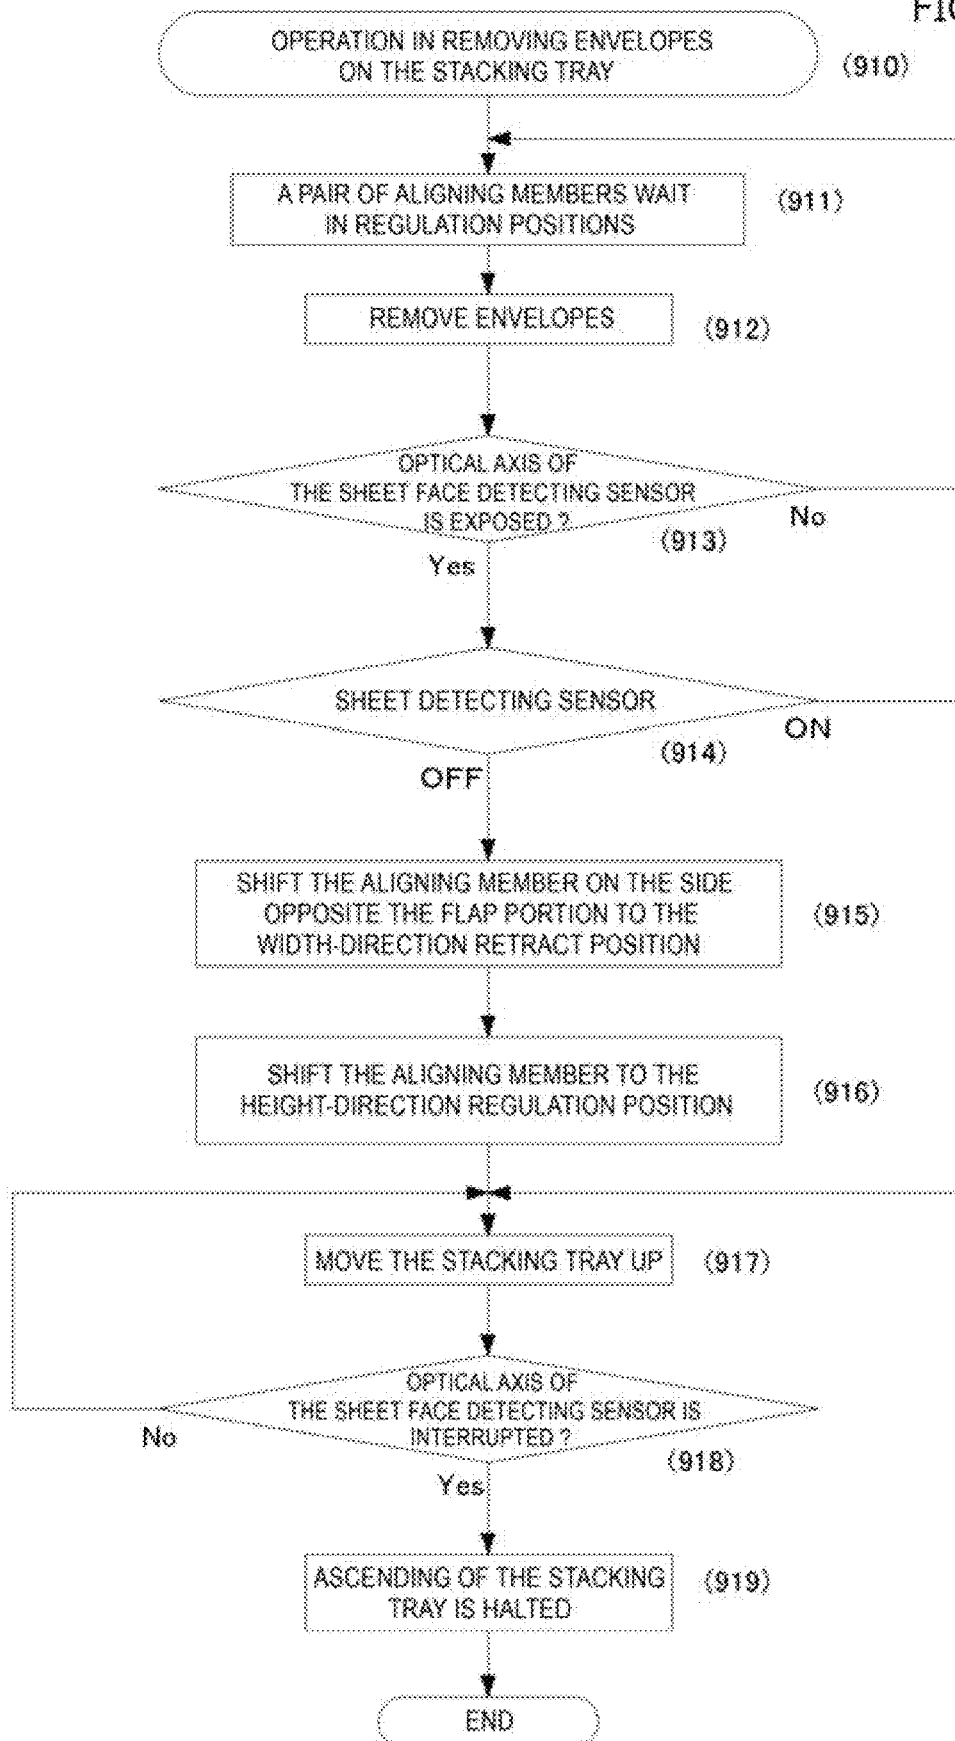 FIG
OPERATION IN REMOVING ENVELOPES
ON THE STACKING TRAY
(910)
A PAIR OF ALIGNING MEMBERS WAIT
IN REGULATION POSITIONS
(911)
REMOVE ENVELOPES
(912)
OPTICAL AXIS OF
THE SHEET FACE DETECTING SENSOR
IS EXPOSED ?
No
(913)
Yes
SHEET DETECTING SENSOR
ON
(914)
OFF
SHIFT THE ALIGNING MEMBER ON THE SIDE
OPPOSITE THE FLAP PORTION TO THE
WIDTH-DIRECTION RETRACT POSITION
(915)
SHIFT THE ALIGNING MEMBER TO THE
HEIGHT-DIRECTION REGULATION POSITION
(916)
MOVE THE STACKING TRAY UP
(917)
OPTICAL AXIS OF
THE SHEET FACE DETECTING SENSOR IS
INTERRUPTED ?
No
(918)
Yes
ASCENDING OF THE STACKING
TRAY IS HALTED
(919)
END